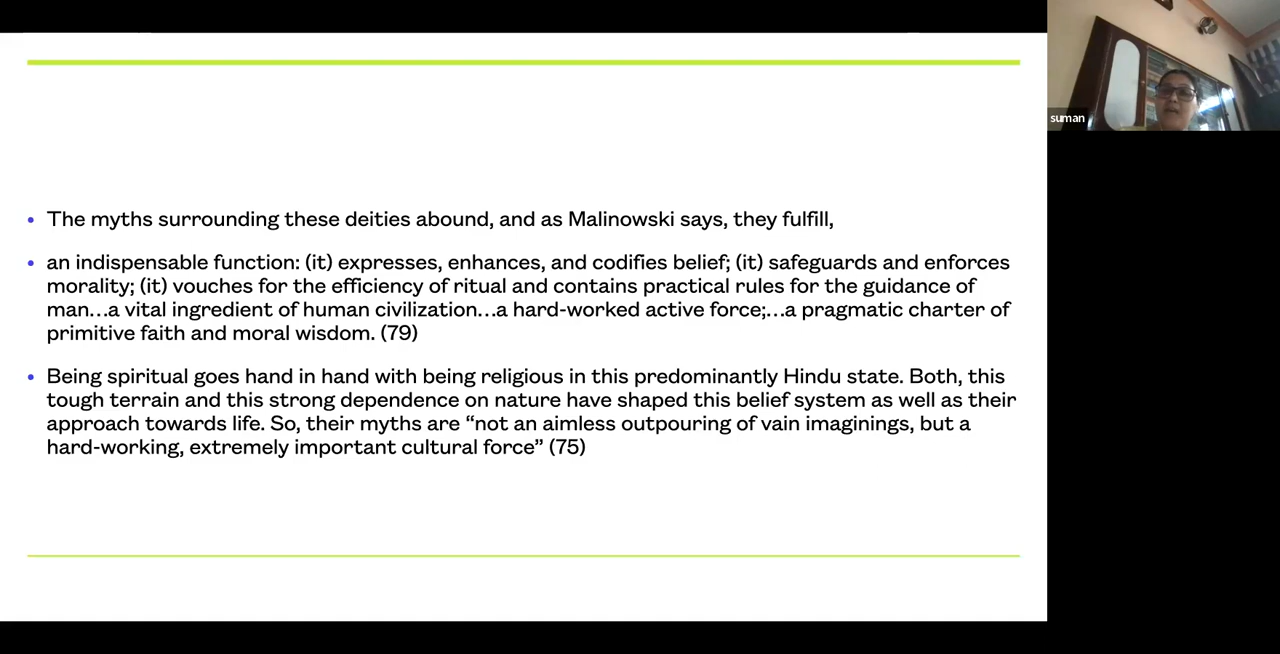 The myths surrounding these deities abound, and as Malinowski says, they fulfill,
an indispensable function: (it) expresses, enhances, and codifies belief; (it) safeguards and enforces
morality; (it) vouches for the efficiency of ritual and contains practical rules for the guidance of
man...a vital ingredient of human civilization...a hard-worked active force;...a pragmatic charter of
primitive faith and moral wisdom. (79)
Being spiritual goes hand in hand with being religious in this predominantly Hindu state. Both, this
tough terrain and this strong dependence on nature have shaped this belief system as well as their
approach towards life. So, their myths are “not an aimless outpouring of vain imaginings, but a
hard-working, extremely important cultural force” (75)
suman